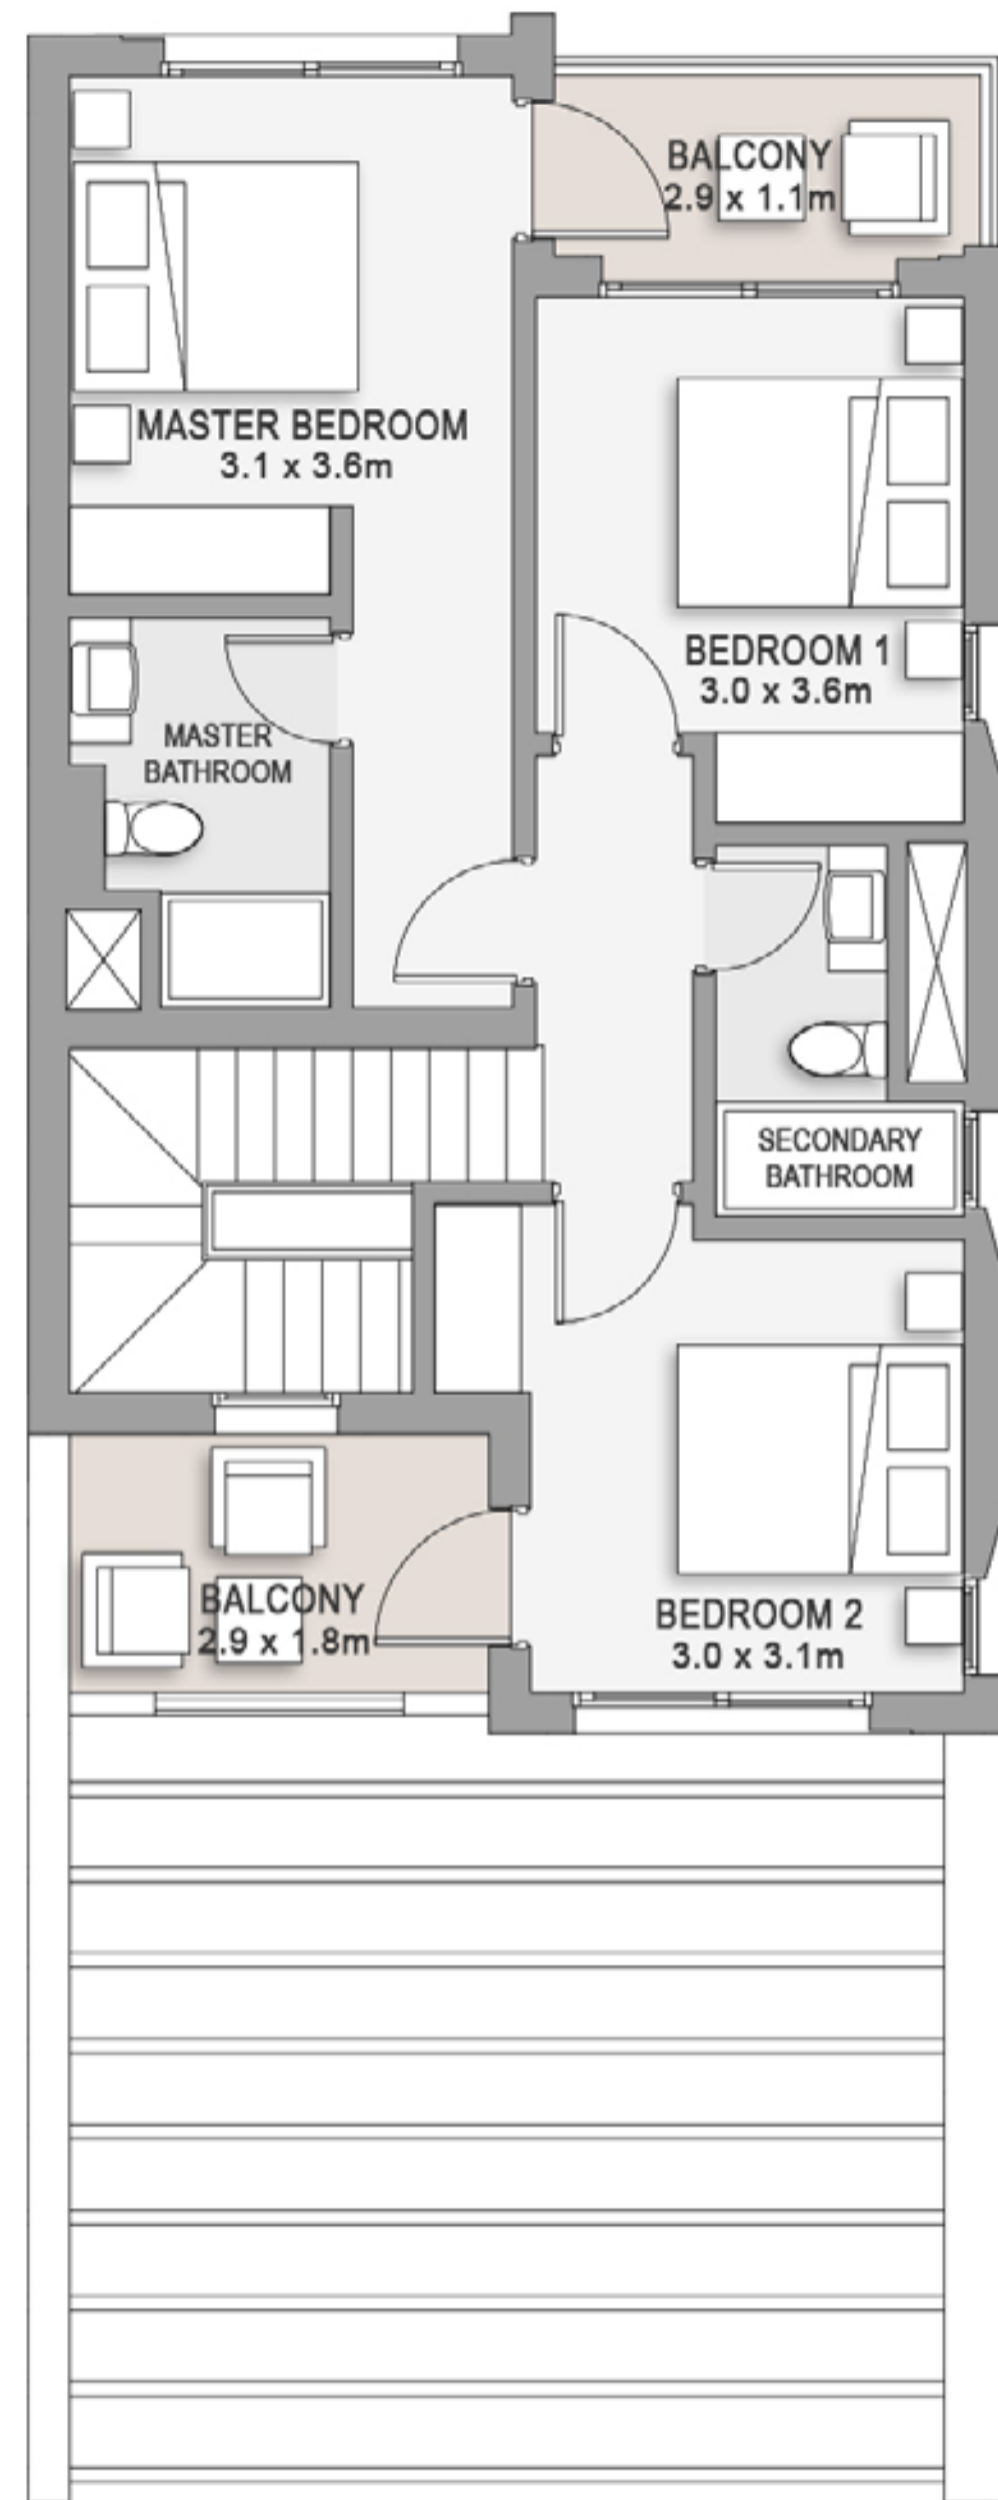 BALCONY
2.9 x 1.1m
MASTER BEDROOM
3.1 x 3.6m
BEDROOM 1
3.0 x 3.6m
MASTER
BATHROOM
SECONDARY
BATHROOM
BALCONY
2.9 x 1.8m
BEDROOM 2
3.0 x 3.1m